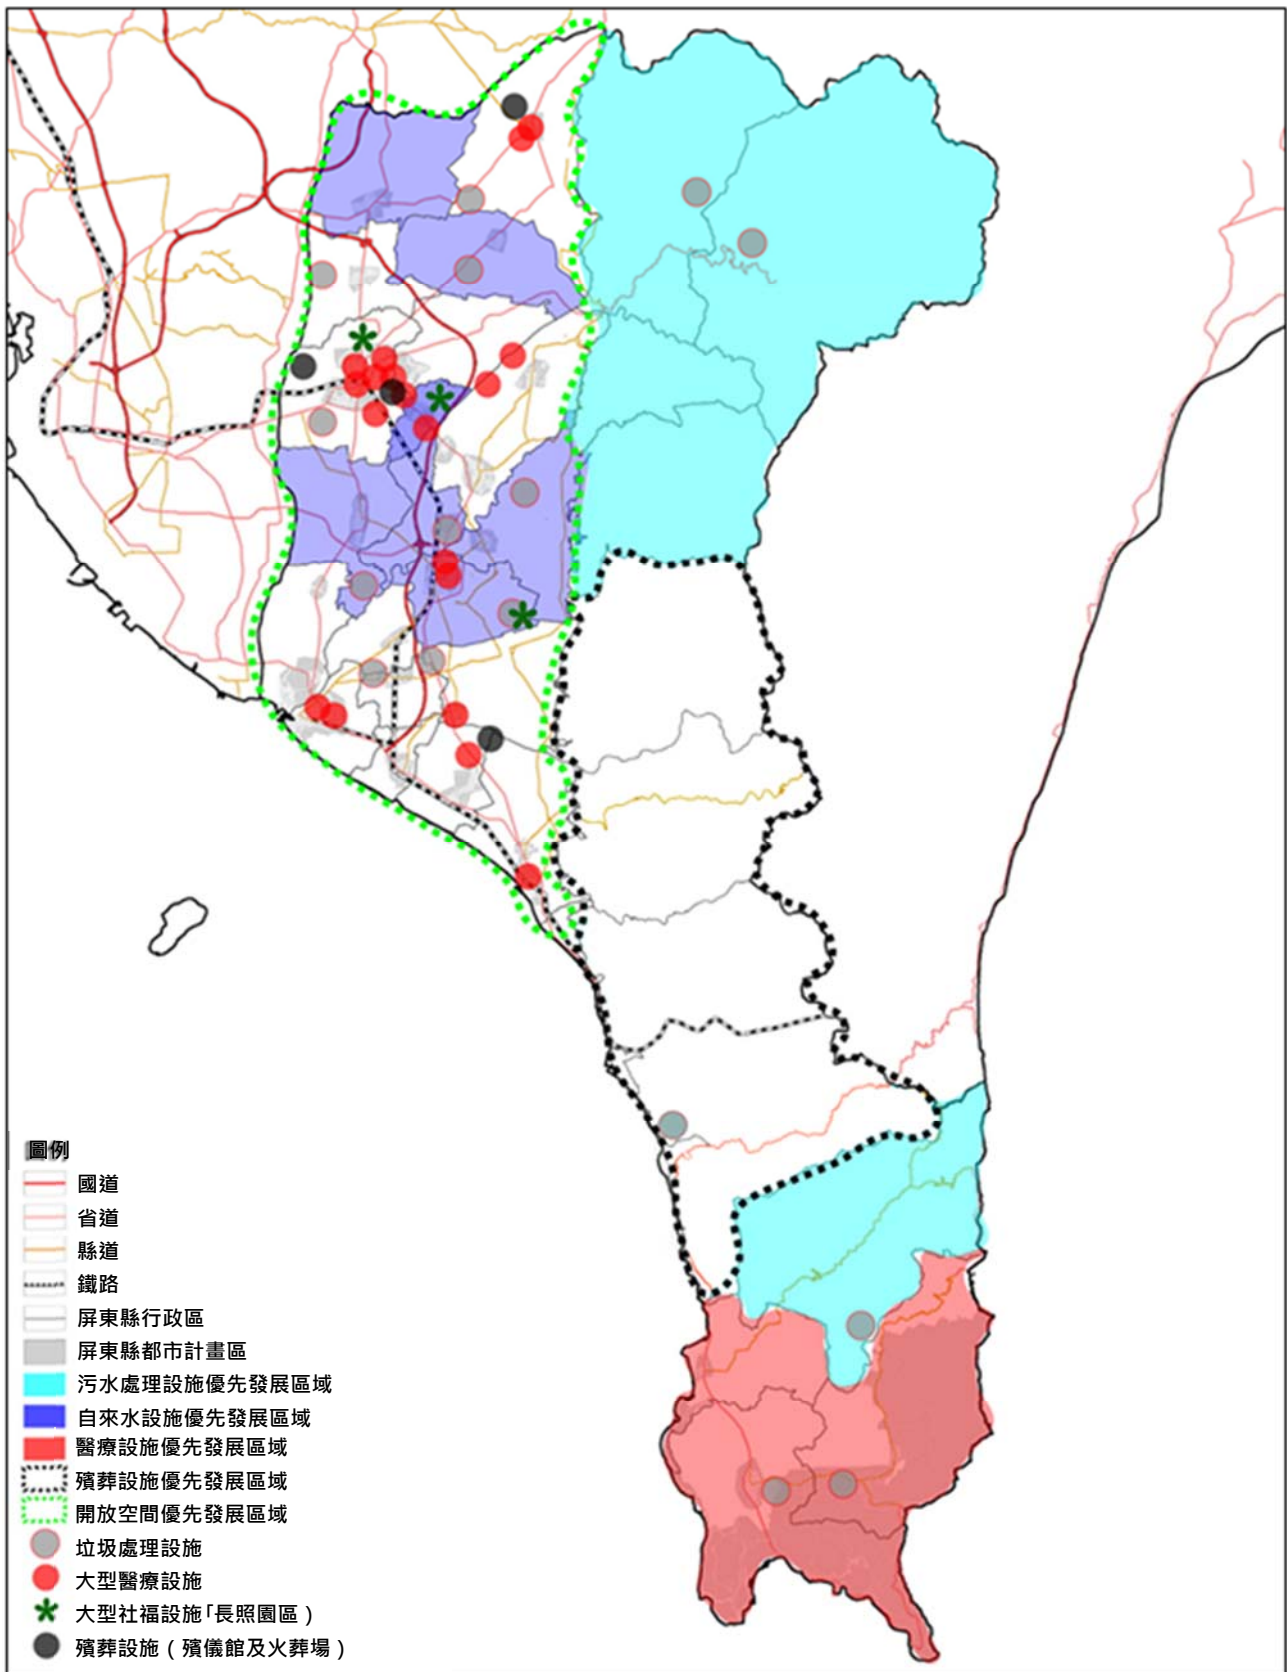 圖例
國道
省道
縣道
鐵路
屏東縣行政區
屏東縣都市計畫區
污水處理設施優先發展區域
自來水設施優先發展區域
醫療設施優先發展區域
殯葬設施優先發展區域
開放空間優先發展區域
垃圾處理設施
大型醫療設施
大型社福設施「長照園區）
殯葬設施（殯儀館及火葬場）